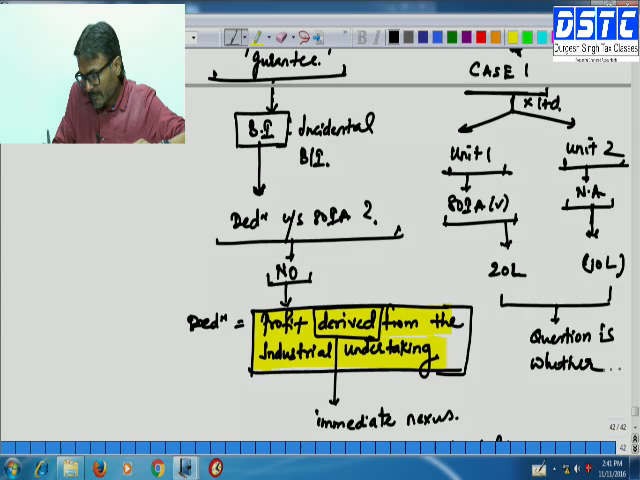 DSTC
Durgesh Singh Tax Classes
'guarantee'
B.I. : Incidental
B/I.
Dedⁿ u/s 80IA ?
NO
Dedⁿ = Profit derived from the
Industrial undertaking
immediate nexus.
CASE 1
X Ltd.
Unit 1
80IA (v)
20L
Unit 2
N.A
(10L)
Question is
whether...
42 / 42
42
2:41 PM
11/11/2016